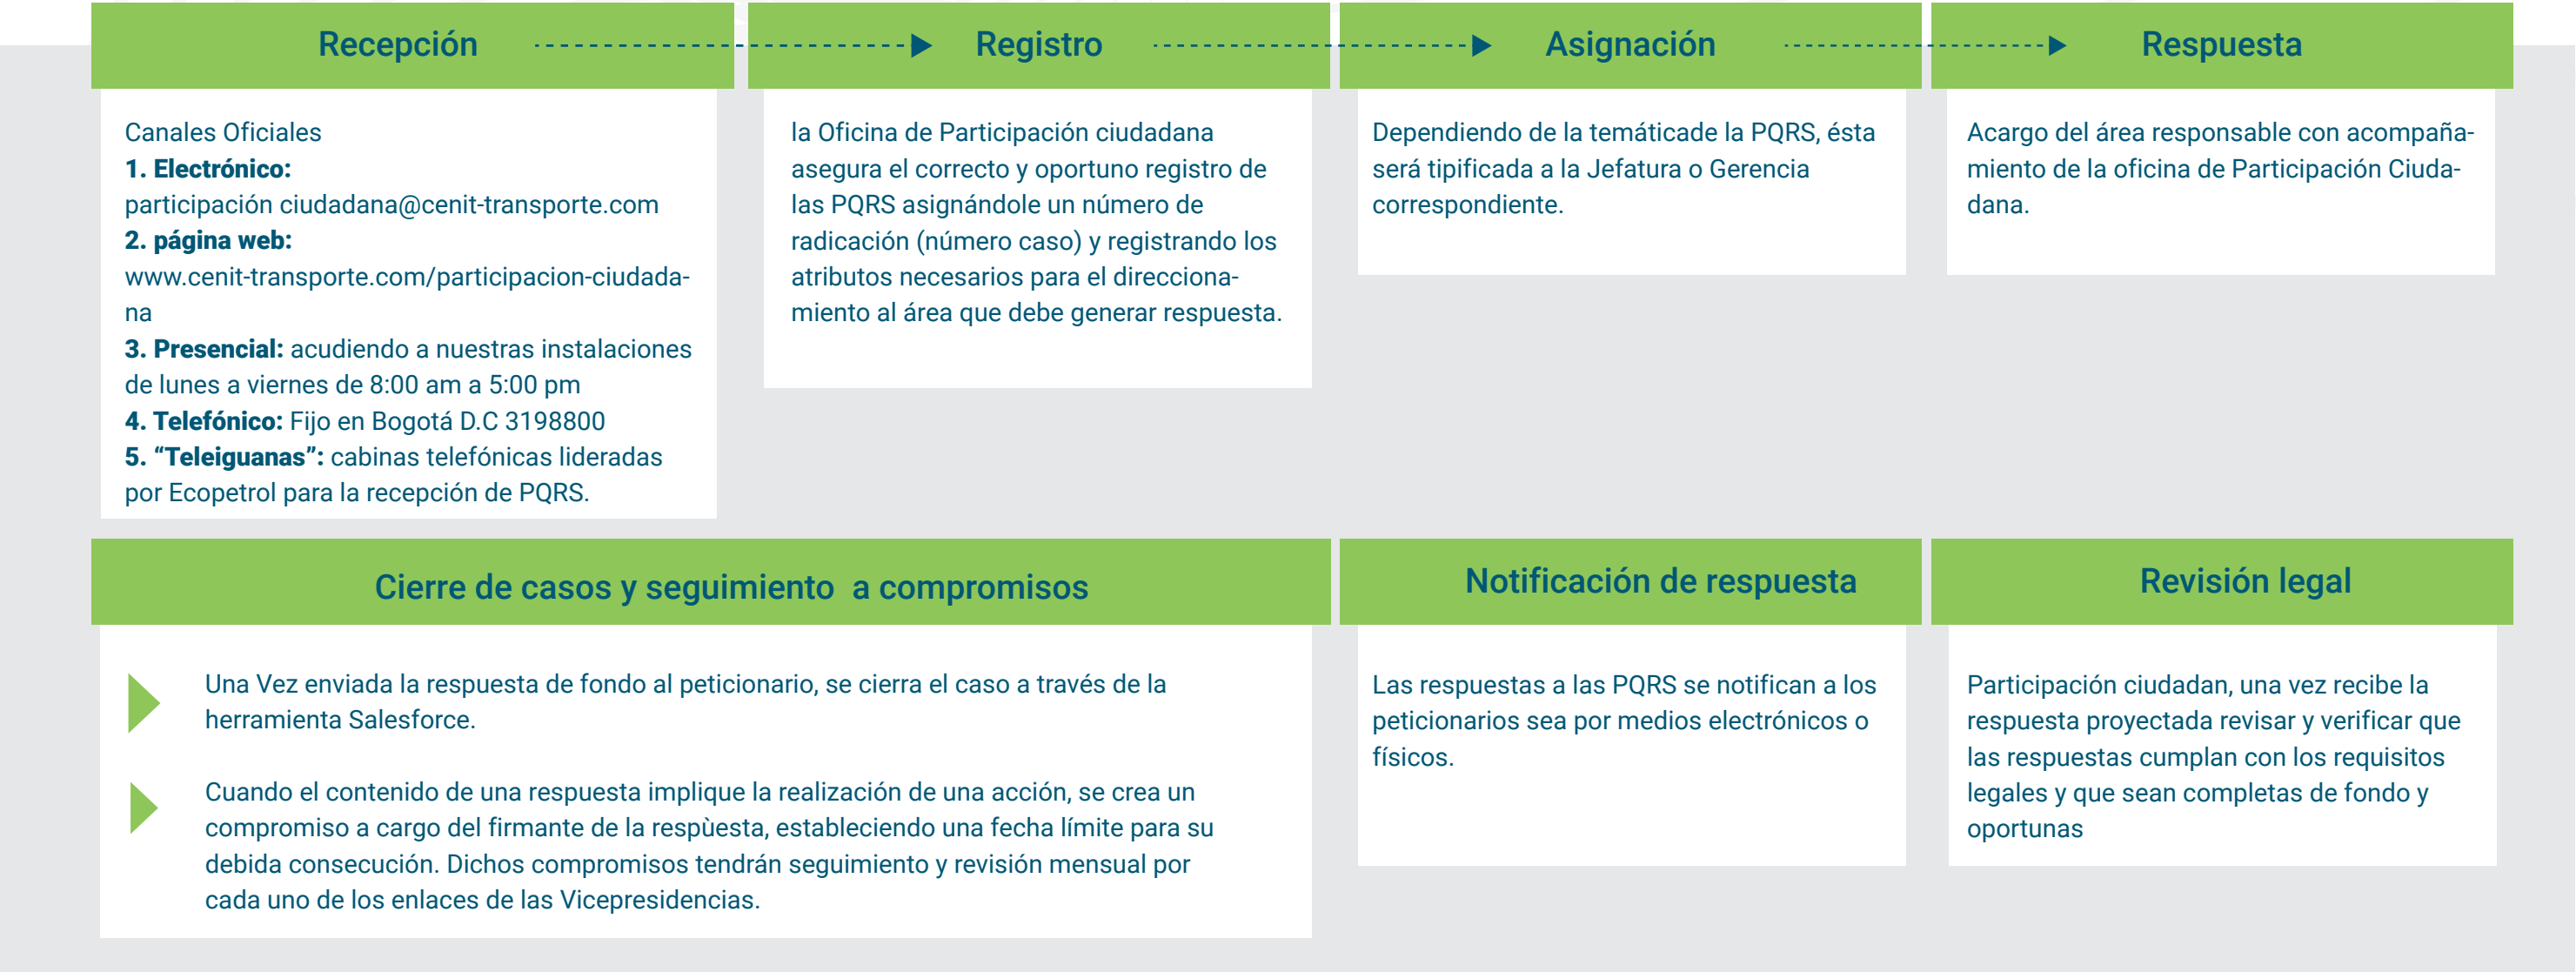 Recepción
Canales Oficiales
1. Electrónico:
participación ciudadana@cenit-transporte.com
2. página web:
www.cenit-transporte.com/participacion-ciudada-
na
3. Presencial: acudiendo a nuestras instalaciones
de lunes a viernes de 8:00 am a 5:00 pm
4. Telefónico: Fijo en Bogotá D.C 3198800
5. “Teleiguanas”: cabinas telefónicas lideradas
por Ecopetrol para la recepción de PQRS.
Registro
la Oficina de Participación ciudadana
asegura el correcto y oportuno registro de
las PQRS asignándole un número de
radicación (número caso) y registrando los
atributos necesarios para el direcciona-
miento al área que debe generar respuesta.
Asignación
Dependiendo de la temáticade la PQRS, ésta
será tipificada a la Jefatura o Gerencia
correspondiente.
Respuesta
Acargo del área responsable con acompaña-
miento de la oficina de Participación Ciuda-
dana.
Cierre de casos y seguimiento  a compromisos
Una Vez enviada la respuesta de fondo al peticionario, se cierra el caso a través de la
herramienta Salesforce.
Cuando el contenido de una respuesta implique la realización de una acción, se crea un
compromiso a cargo del firmante de la respùesta, estableciendo una fecha límite para su
debida consecución. Dichos compromisos tendrán seguimiento y revisión mensual por
cada uno de los enlaces de las Vicepresidencias.
Notificación de respuesta
Las respuestas a las PQRS se notifican a los
peticionarios sea por medios electrónicos o
físicos.
Revisión legal
Participación ciudadan, una vez recibe la
respuesta proyectada revisar y verificar que
las respuestas cumplan con los requisitos
legales y que sean completas de fondo y
oportunas